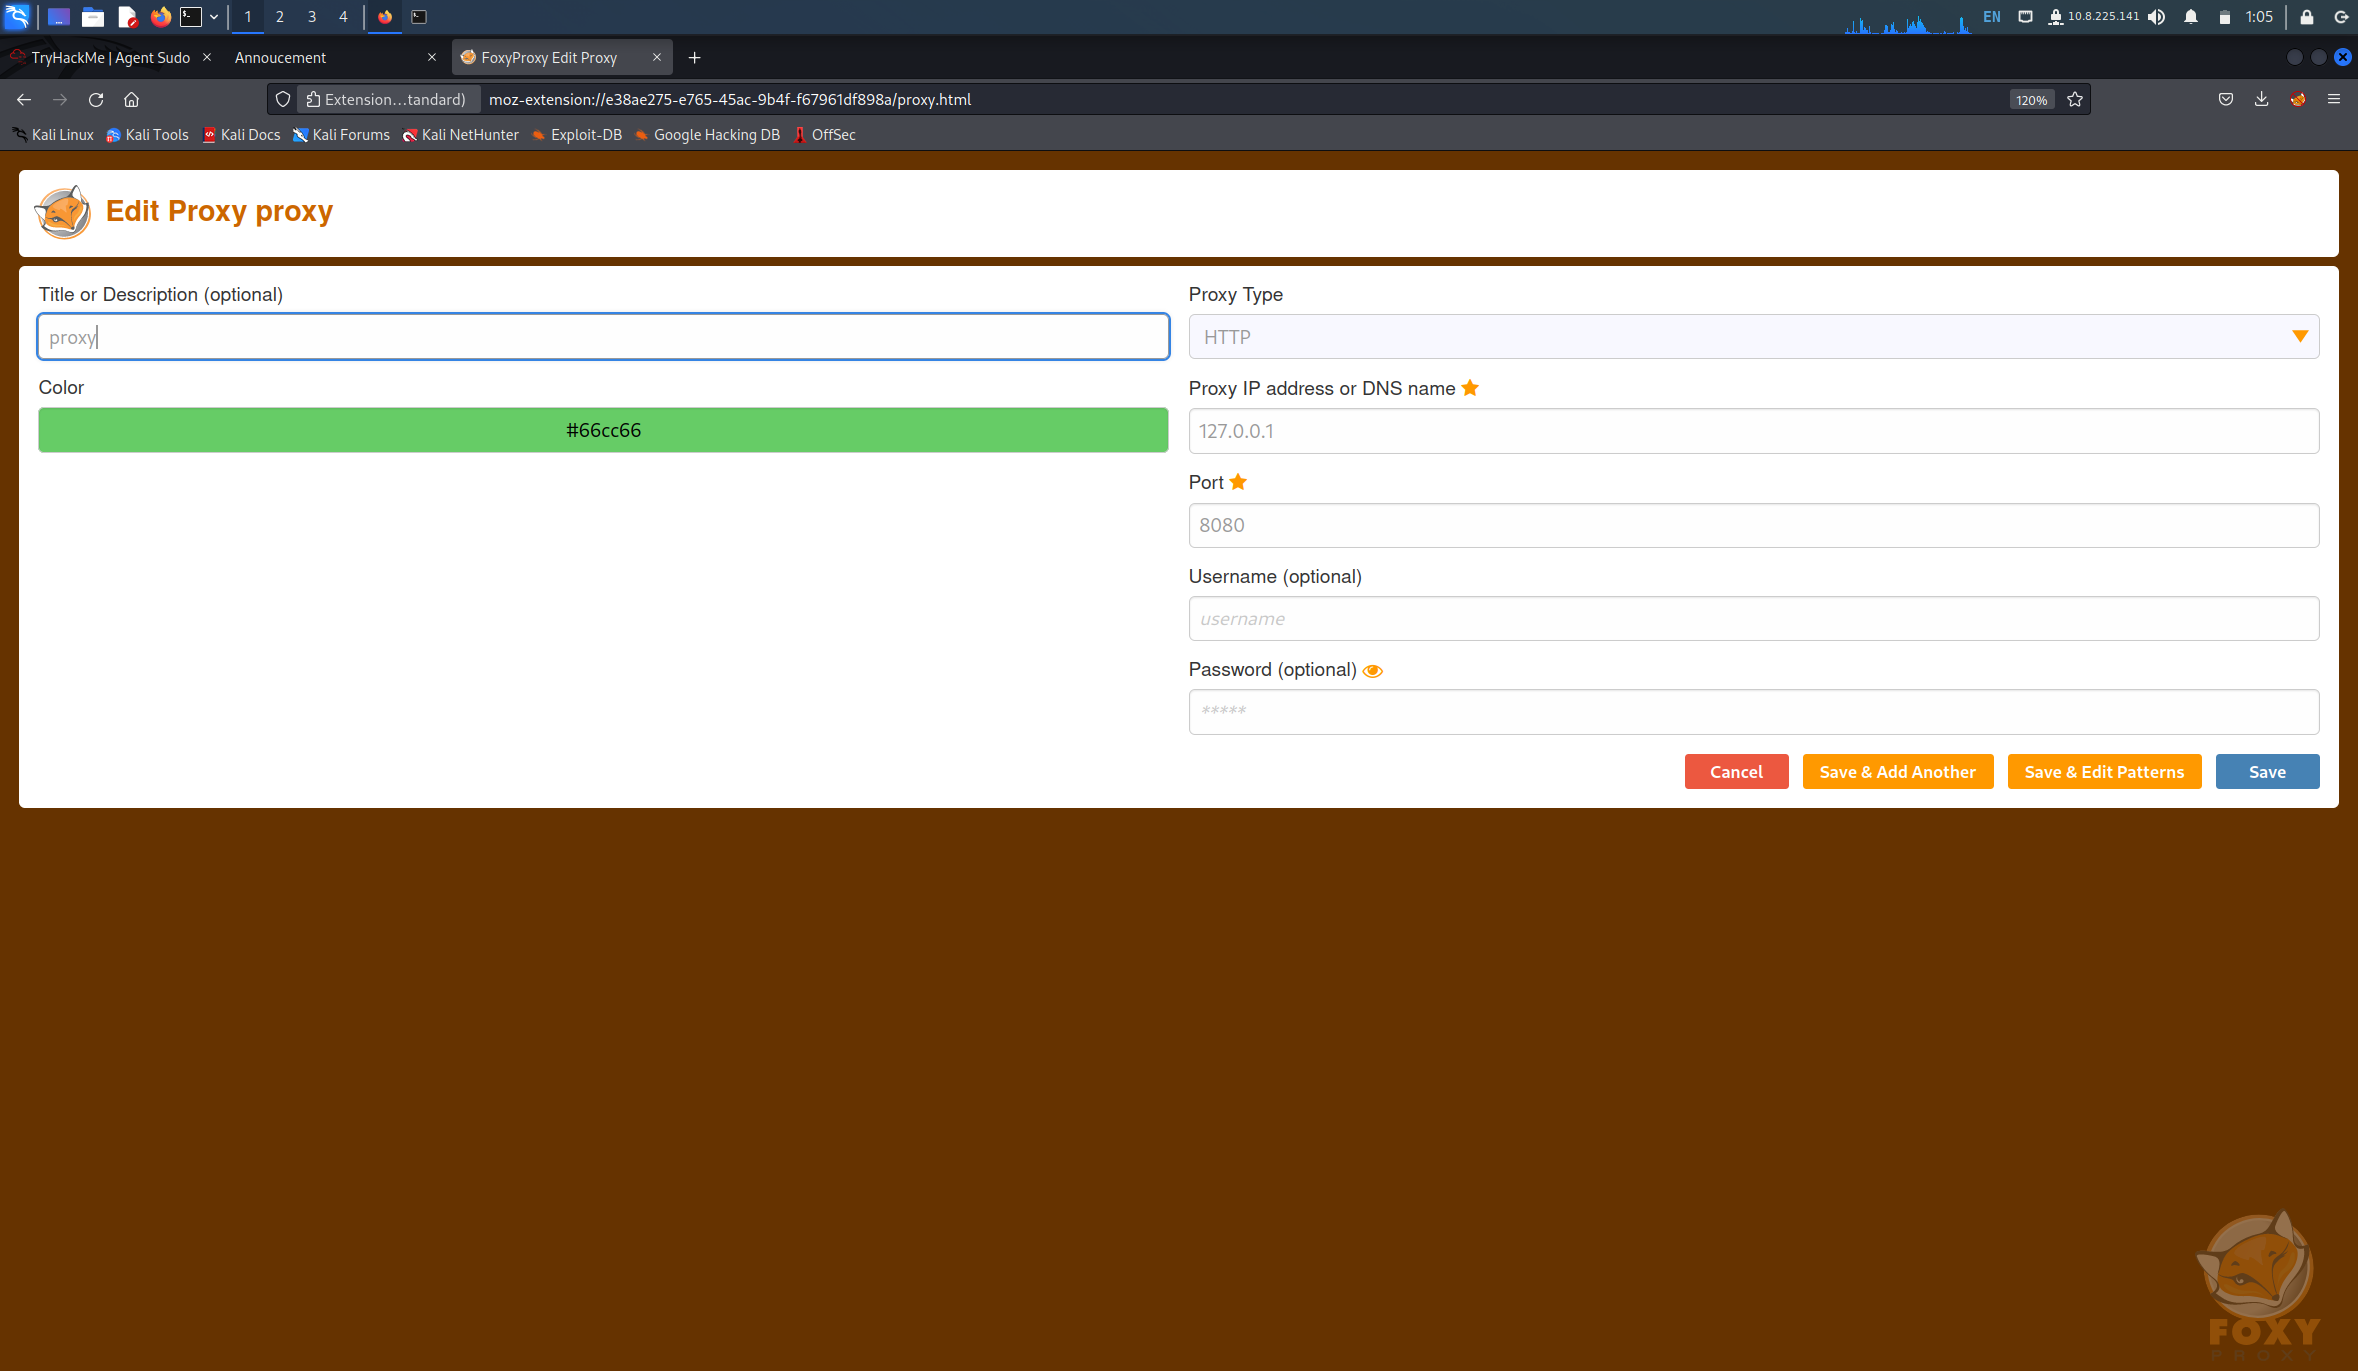 1 2 3 4 EN 10.8.225.141 1:05
TryHackMe | Agent Sudo Annoucement FoxyProxy Edit Proxy
Extension...tandard) moz-extension://e38ae275-e765-45ac-9b4f-f67961df898a/proxy.html 120%
Kali Linux Kali Tools Kali Docs Kali Forums Kali NetHunter Exploit-DB Google Hacking DB OffSec
Edit Proxy proxy
Title or Description (optional)
proxy
Color
#66cc66
Proxy Type
HTTP
Proxy IP address or DNS name
127.0.0.1
Port
8080
Username (optional)
username
Password (optional)
*****
Cancel Save & Add Another Save & Edit Patterns Save
FOXY
PROXY